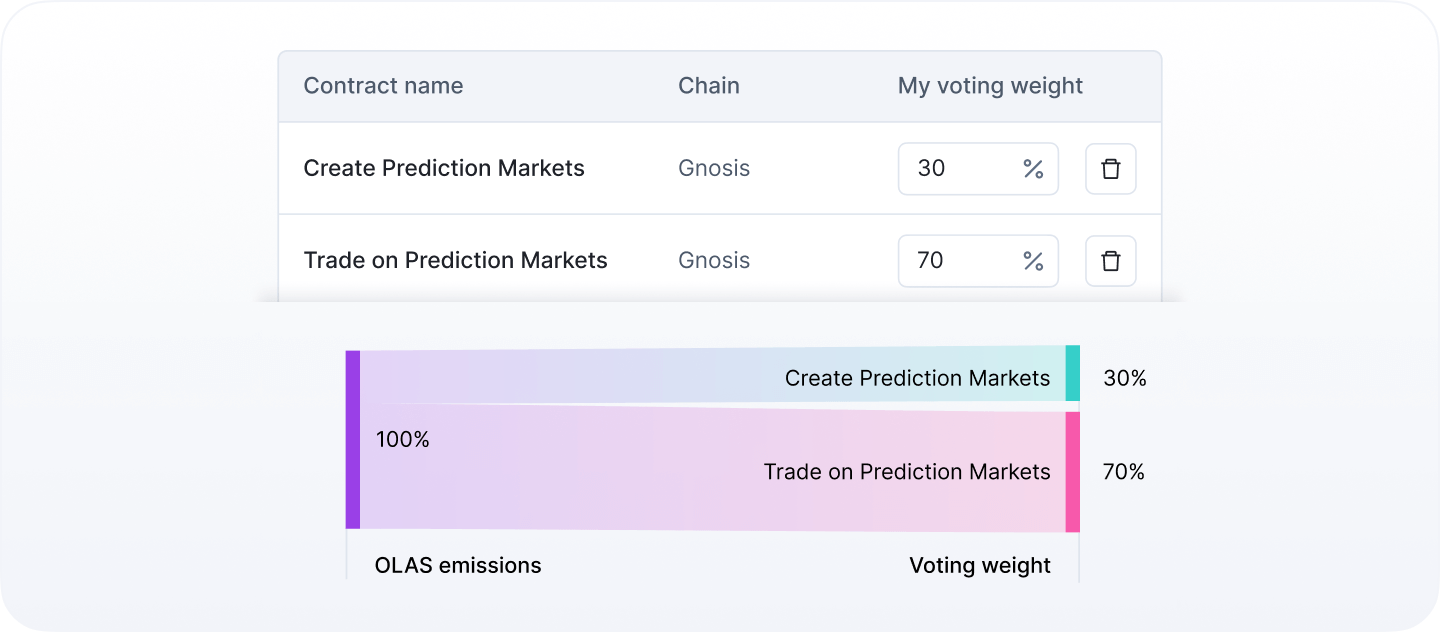 Contract name Chain My voting weight
Create Prediction Markets Gnosis 30 %
Trade on Prediction Markets Gnosis 70 %
Create Prediction Markets 30%
100%
Trade on Prediction Markets 70%
OLAS emissions Voting weight